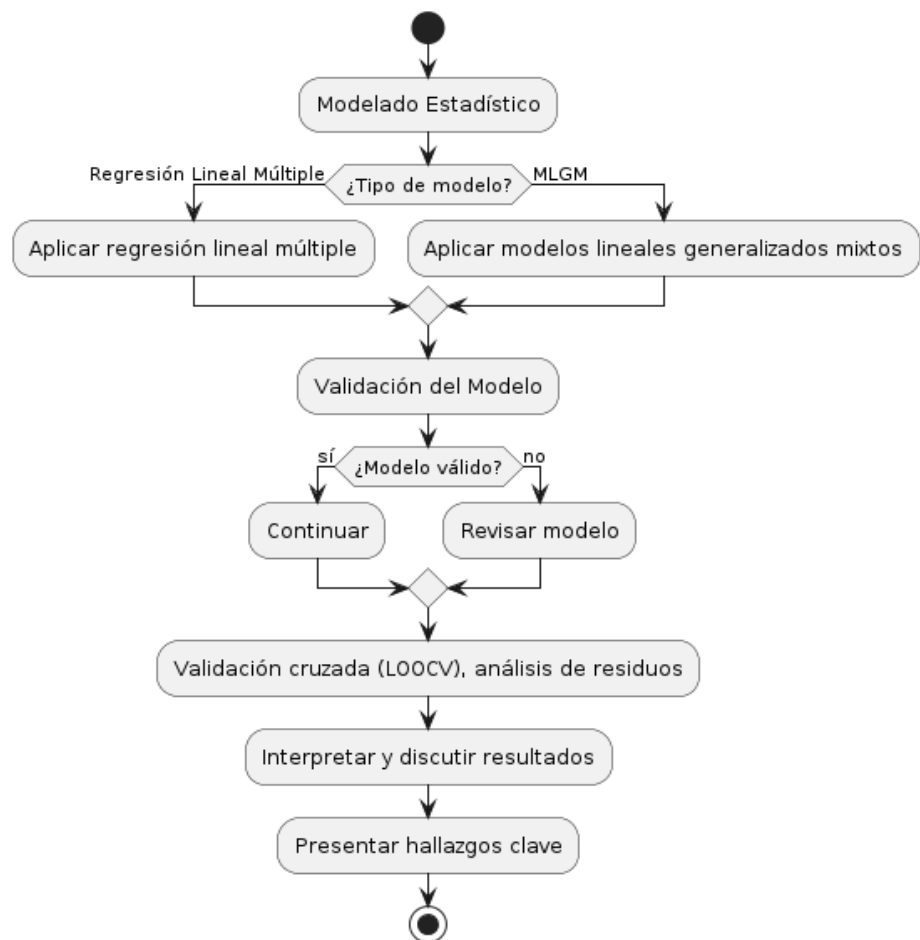 Modelado Estadístico
Regresión Lineal Múltiple
¿Tipo de modelo?
MLGM
Aplicar regresión lineal múltiple
Aplicar modelos lineales generalizados mixtos
Validación del Modelo
sí
¿Modelo válido?
no
Continuar
Revisar modelo
Validación cruzada (LOOCV), análisis de residuos
Interpretar y discutir resultados
Presentar hallazgos clave